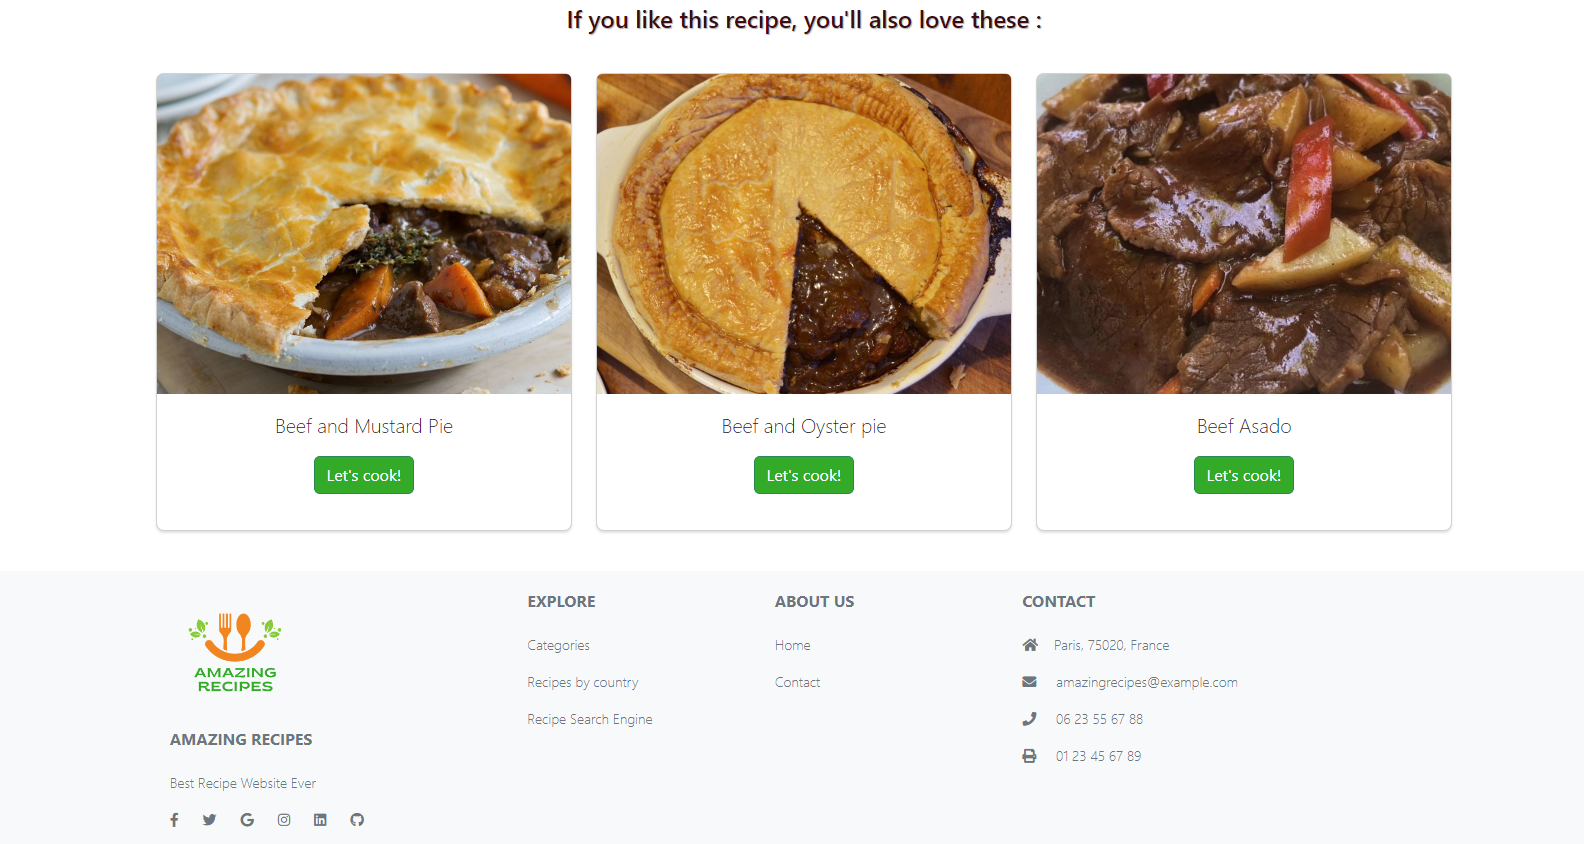 If you like this recipe, you'll also love these :
Beef and Mustard Pie
Let's cook!
Beef and Oyster pie
Let's cook!
Beef Asado
Let's cook!
AMAZING
RECIPES
AMAZING RECIPES
Best Recipe Website Ever
EXPLORE
Categories
Recipes by country
Recipe Search Engine
ABOUT US
Home
Contact
CONTACT
Paris, 75020, France
amazingrecipes@example.com
06 23 55 67 88
01 23 45 67 89